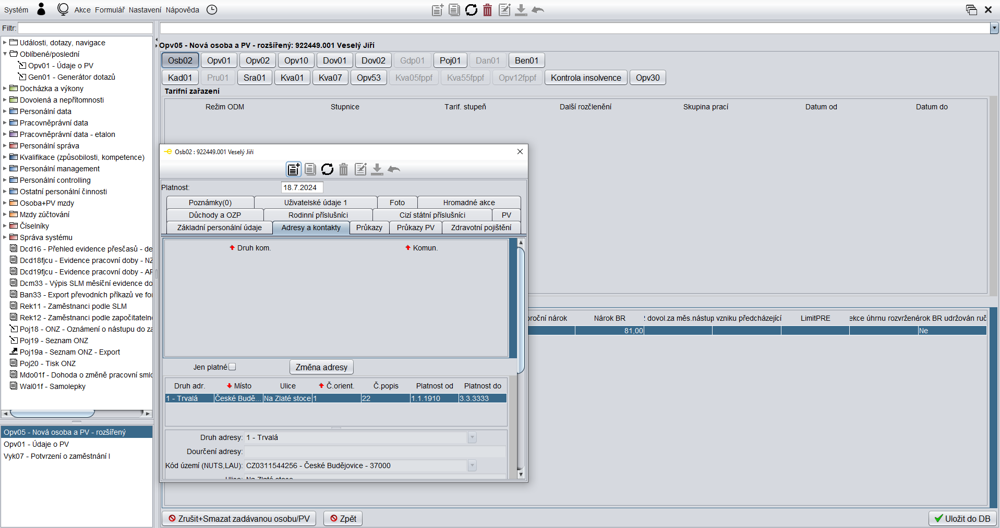 Systém Akce Formulář Nastavení Nápověda
Filtr:
Události, dotazy, navigace
Oblíbené/poslední
Opv01 - Údaje o PV
Gen01 - Generátor dotazů
Docházka a výkony
Dovolená a nepřítomnosti
Personální data
Pracovněprávní data
Pracovněprávní data - etalon
Personální správa
Kvalifikace (způsobilosti, kompetence)
Personální management
Personální controlling
Ostatní personální činnosti
Osoba+PV mzdy
Mzdy zúčtování
Číselníky
Správa systému
Dcd16 - Přehled evidence přesčasů - de
Dcd18fjcu - Evidence pracovní doby - NZ
Dcd19fjcu - Evidence pracovní doby - AF
Dcm33 - Výpis SLM měsíční evidence do
Ban33 - Export převodních příkazů ve for
Rek11 - Zaměstnanci podle SLM
Rek12 - Zaměstnanci podle započitatelne
Poj18 - ONZ - Oznámení o nástupu do za
Poj19 - Seznam ONZ
Poj19a - Seznam ONZ - Export
Poj20 - Tisk ONZ
Mdo01f - Dohoda o změně pracovní smlo
Wal01f - Samolepky
Opv05 - Nová osoba a PV - rozšířený
Opv01 - Údaje o PV
Vyk07 - Potvrzení o zaměstnání I
Opv05 - Nová osoba a PV - rozšířený: 922449.001 Veselý Jiří
Osb02 Opv01 Opv02 Opv10 Dov01 Dov02 Gdp01 Poj01 Dan01 Ben01
Kad01 Pru01 Sra01 Kva01 Kva07 Opv53 Kva05fppf Kva55fppf Opv12fppf Kontrola insolvence Opv30
Tarifní zařazení
Režim ODM Stupnice Tarif. stupeň Další rozčlenění Skupina prací Datum od Datum do
Osb02 : 922449.001 Veselý Jiří
Platnost: 18.7.2024
Poznámky(0) Uživatelské údaje 1 Foto Hromadné akce
Důchody a OZP Rodinní příslušníci Cizí státní příslušníci PV
Základní personální údaje Adresy a kontakty Průkazy Průkazy PV Zdravotní pojištění
Druh kom. Komun.
Jen platné Změna adresy
Druh adr. Místo Ulice Č.orient. Č.popis Platnost od Platnost do
1 - Trvalá České Budě... Na Zlaté stoce 1 22 1.1.1910 3.3.3333
Druh adresy: 1 - Trvalá
Dourčení adresy:
Kód území (NUTS,LAU): CZ0311544256 - České Budějovice - 37000
Ulice: Na Zlaté stoce
roční nárok Nárok BR dovol.za měs.nástup vzniku předcházející LimitPRE ekce úhrnu rozvržen rok BR udržován ruč
81,00 Ne
Zrušit+Smazat zadávanou osobu/PV Zpět Uložit do DB